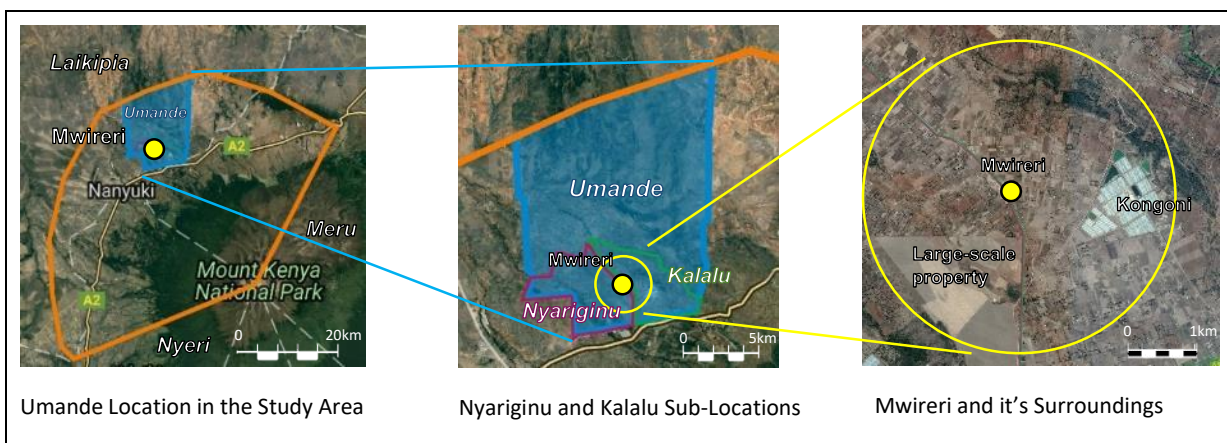 Laikipia
Umande
Mwireri
A2
Nanyuki
Meru
Mount Kenya
National Park
A2
0 20km
Nyeri
Umande
Mwireri
Kalalu
Nyariginu
0 5km
Mwireri
Kongoni
Large-scale
property
0 1km
Umande Location in the Study Area
Nyariginu and Kalalu Sub-Locations
Mwireri and it's Surroundings